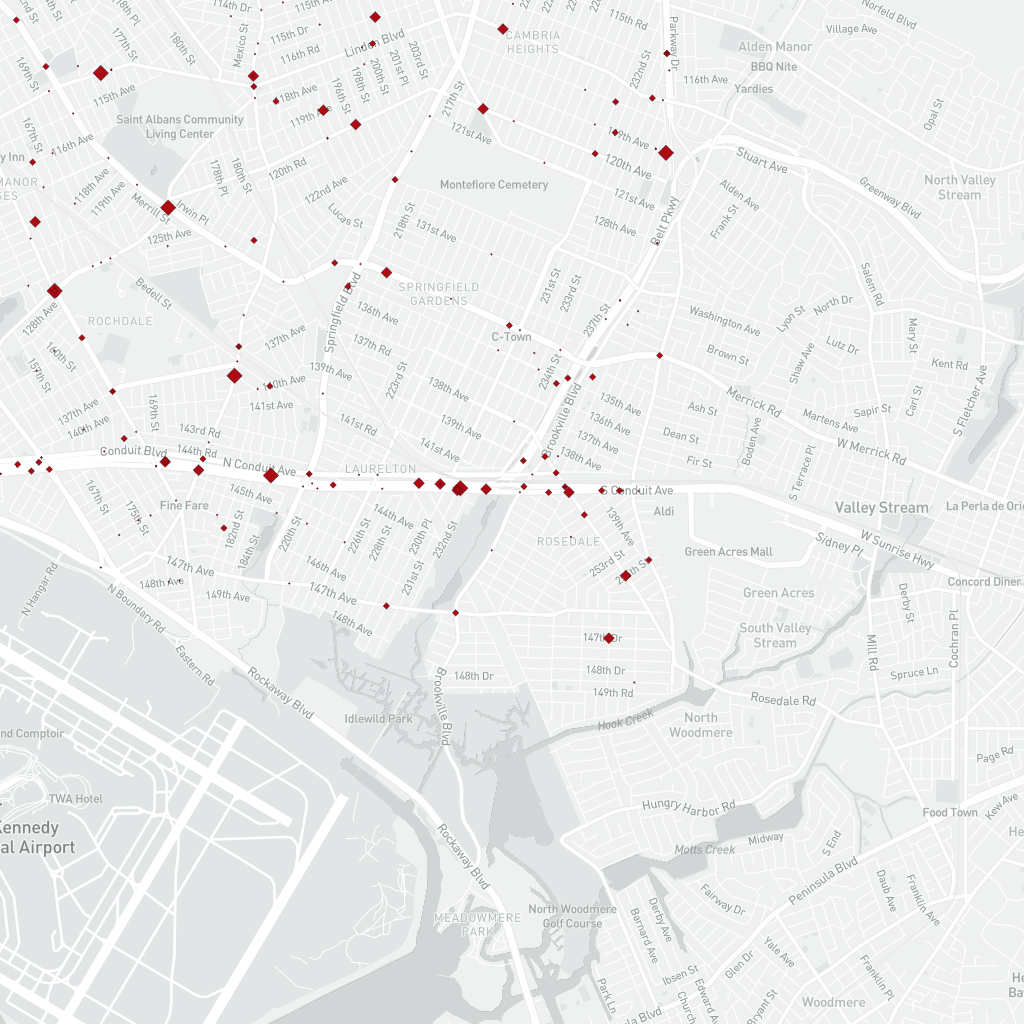 114th Dr
115th Dr
116th Rd
Linden Blvd
201st Pl
203rd St
200th St
198th St
196th St
CAMBRIA
HEIGHTS
115th Ave
Parkway Dr
Norfeld Blvd
Village Ave
Alden Manor
BBQ Nite
Yardies
232nd St
116th Ave
177th St
180th St
Mexico St
115th Ave
118th Ave
119th Ave
217th St
121st Ave
119th Ave
120th Ave
Opal St
Saint Albans Community
Living Center
167th St
116th Ave
y Inn
MANOR
SES
118th Ave
119th Ave
Merrill St
Irwin Pl
178th Pl
180th St
120th Rd
122nd Ave
Lucas St
218th St
131st Ave
Montefiore Cemetery
121st Ave
128th Ave
Belt Pkwy
Stuart Ave
Alden Ave
Frank St
Greenway Blvd
North Valley
Stream
125th Ave
Bedell St
128th Ave
ROCHDALE
160th St
157th St
137th Ave
Springfield Blvd
SPRINGFIELD
GARDENS
136th Ave
137th Rd
231st St
233rd St
237th St
C-Town
234th St
Washington Ave
Lyon St
North Dr
Salem Rd
Lutz Dr
Mary St
Kent Rd
Brown St
Shaw Ave
Carl St
S Fletcher Ave
139th Ave
140th Ave
141st Ave
223rd St
138th Ave
139th Ave
141st Rd
141st Ave
Brookville Blvd
135th Ave
136th Ave
137th Ave
138th Ave
Merrick Rd
Ash St
Dean St
Fir St
Boden Ave
Martens Ave
Sapir St
W Merrick Rd
S Terrace Pl
137th Ave
140th Ave
169th St
143rd Rd
144th Rd
Conduit Blvd
N Conduit Ave
LAURELTON
S Conduit Ave
Aldi
Valley Stream
La Perla de Orie
167th St
175th St
Fine Fare
145th Ave
182nd St
184th St
220th St
144th Ave
226th St
228th St
230th Pl
232nd St
231st St
146th Ave
147th Ave
148th Ave
ROSEDALE
139th Ave
253rd St
Green Acres Mall
Sidney Pl
W Sunrise Hwy
Concord Diner
Green Acres
South Valley
Stream
Derby St
Cochran Pl
Mill Rd
Spruce Ln
N Hangar Rd
N Boundary Rd
147th Ave
148th Ave
149th Ave
Eastern Rd
Rockaway Blvd
Idlewild Park
Brookville Blvd
148th Dr
147th Dr
148th Dr
149th Rd
Hook Creek
Rosedale Rd
North
Woodmere
nd Comptoir
TWA Hotel
Kennedy
al Airport
Rockaway Blvd
Hungry Harbor Rd
Motts Creek
Midway
S End
Peninsula Blvd
Page Rd
Kew Ave
Food Town
He
MEADOWMERE
PARK
North Woodmere
Golf Course
Fairway Dr
Derby Ave
Barnard Ave
Daub Ave
Franklin Ave
Yale Ave
Glen Dr
Ibsen St
Edward Ave
Church
Bryant St
Franklin Pl
Park Ln
sula Blvd
Woodmere
He
Ba